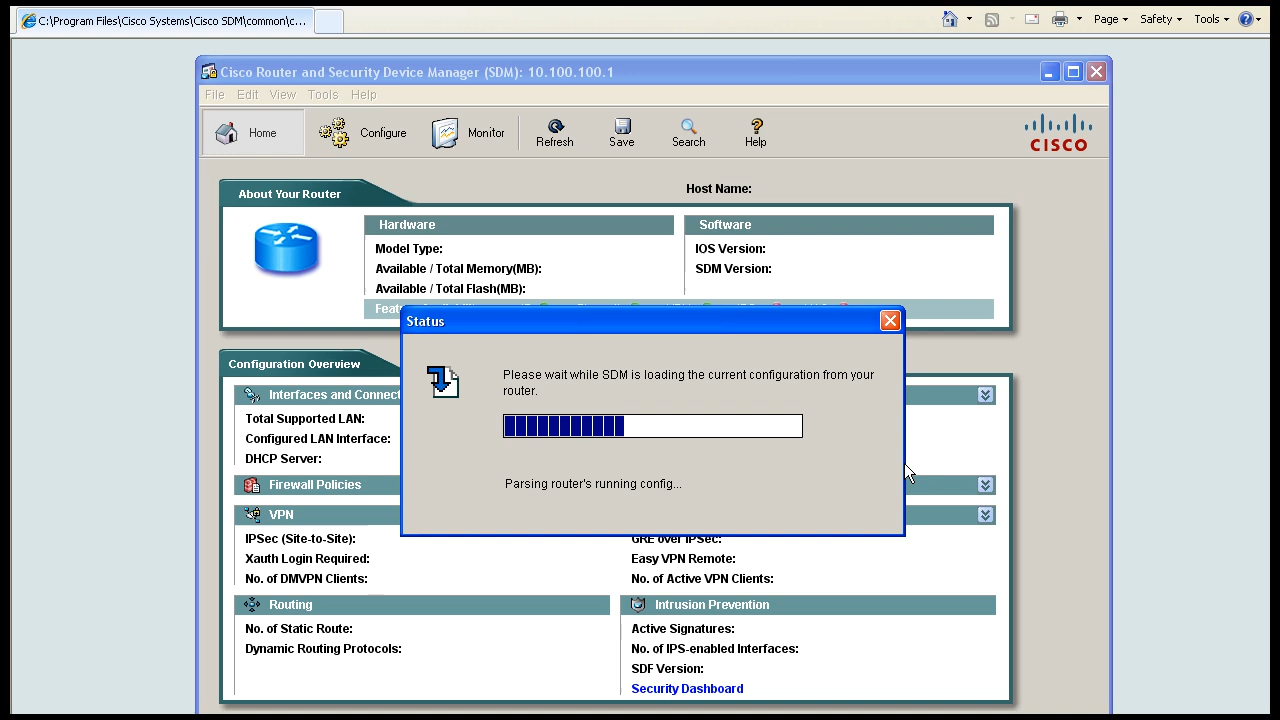 C:\Program Files\Cisco Systems\Cisco SDM\common\c...
Page Safety Tools
Cisco Router and Security Device Manager (SDM): 10.100.100.1
File Edit View Tools Help
Home Configure Monitor Refresh Save Search Help
CISCO
About Your Router
Host Name:
Hardware
Software
Model Type:
IOS Version:
Available / Total Memory(MB):
SDM Version:
Available / Total Flash(MB):
Status
Please wait while SDM is loading the current configuration from your
router.
Parsing router's running config...
Configuration Overview
Interfaces and Connect
Total Supported LAN:
Configured LAN Interface:
DHCP Server:
Firewall Policies
VPN
IPSec (Site-to-Site):
GRE over IPSec:
Xauth Login Required:
Easy VPN Remote:
No. of DMVPN Clients:
No. of Active VPN Clients:
Routing
Intrusion Prevention
No. of Static Route:
Active Signatures:
Dynamic Routing Protocols:
No. of IPS-enabled Interfaces:
SDF Version:
Security Dashboard